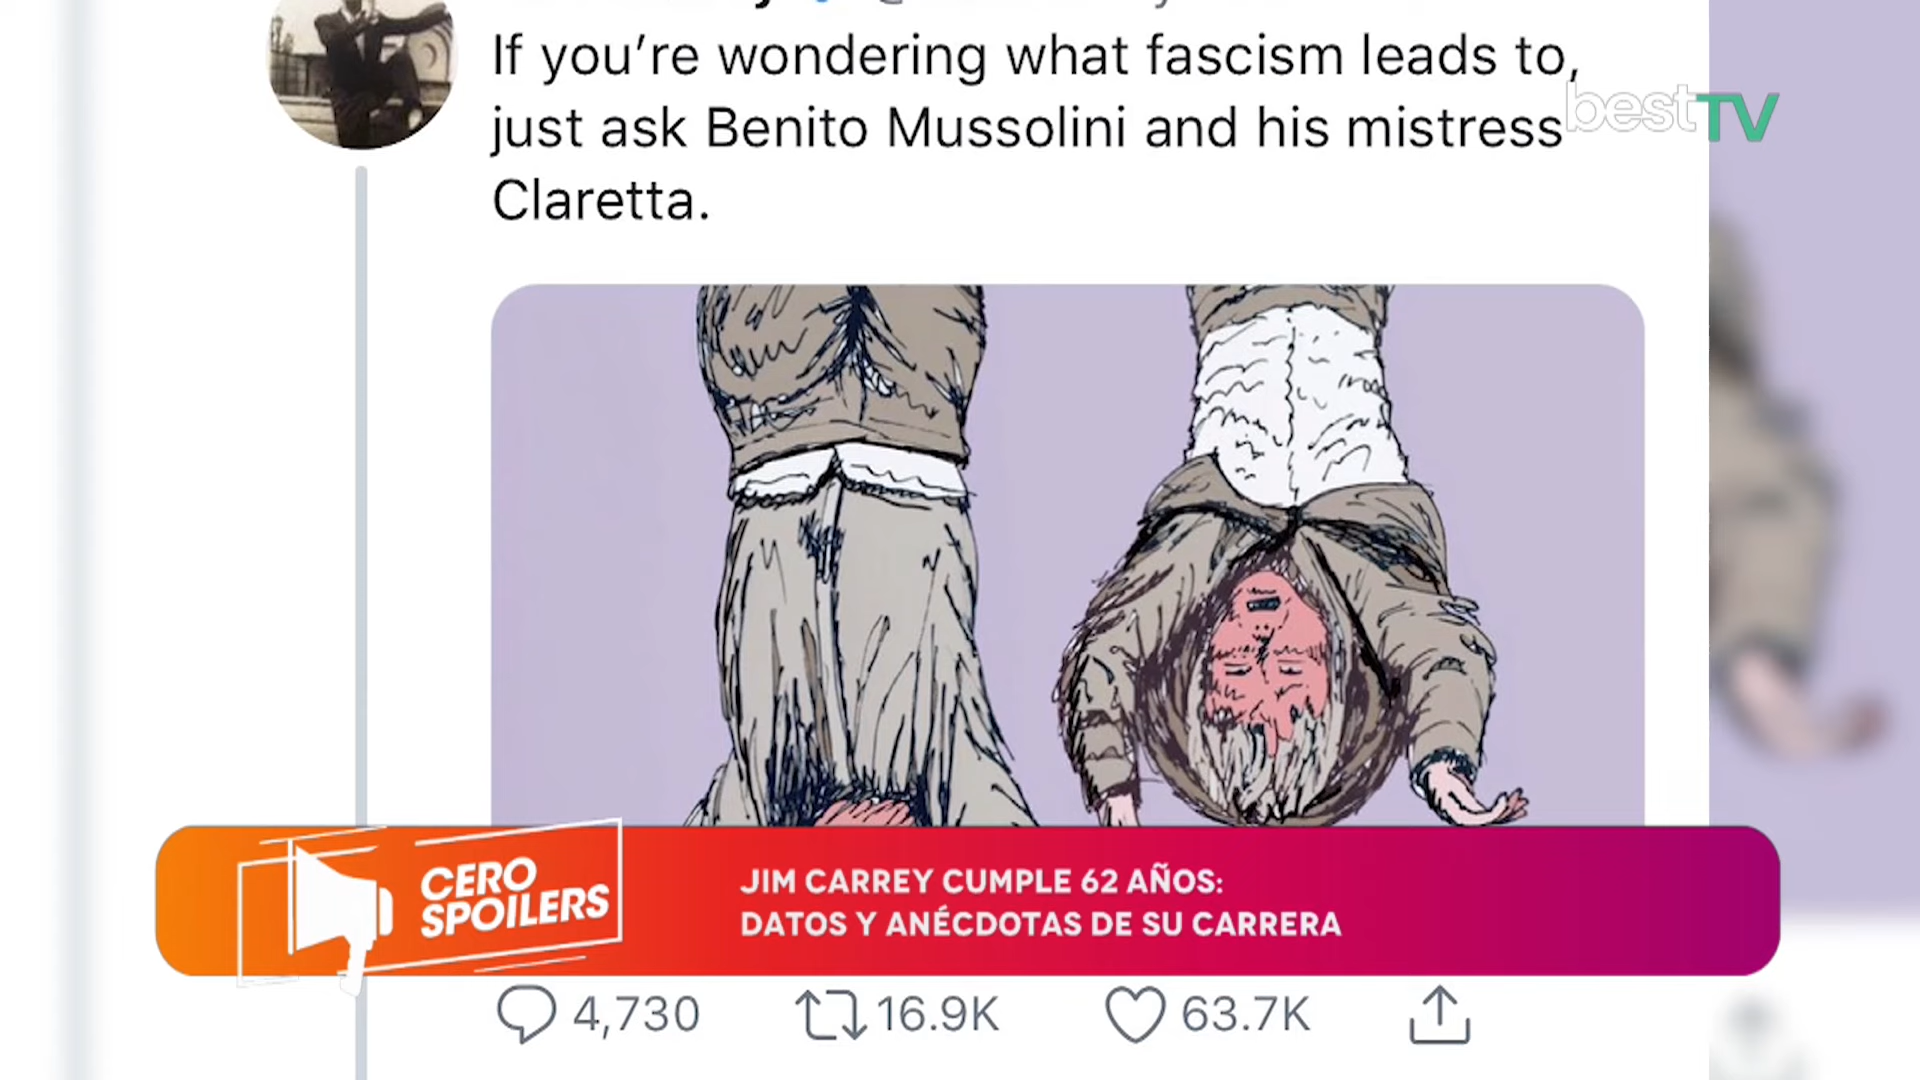 If you’re wondering what fascism leads to,
just ask Benito Mussolini and his mistress
Claretta.
bestTV
CERO
SPOILERS
JIM CARREY CUMPLE 62 AÑOS:
DATOS Y ANÉCDOTAS DE SU CARRERA
4,730
16.9K
63.7K